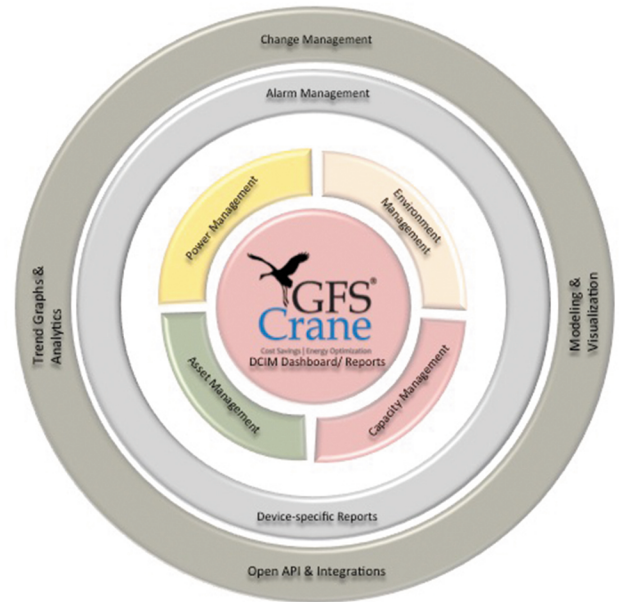 Change Management
Alarm Management
Power Management
Environment
Management
GFS®
Crane
Cost Savings | Energy Optimization
DCIM Dashboard/ Reports
Trend Graphs &
Analytics
Modeling &
Visualization
Asset Management
Capacity Management
Device-specific Reports
Open API & Integrations